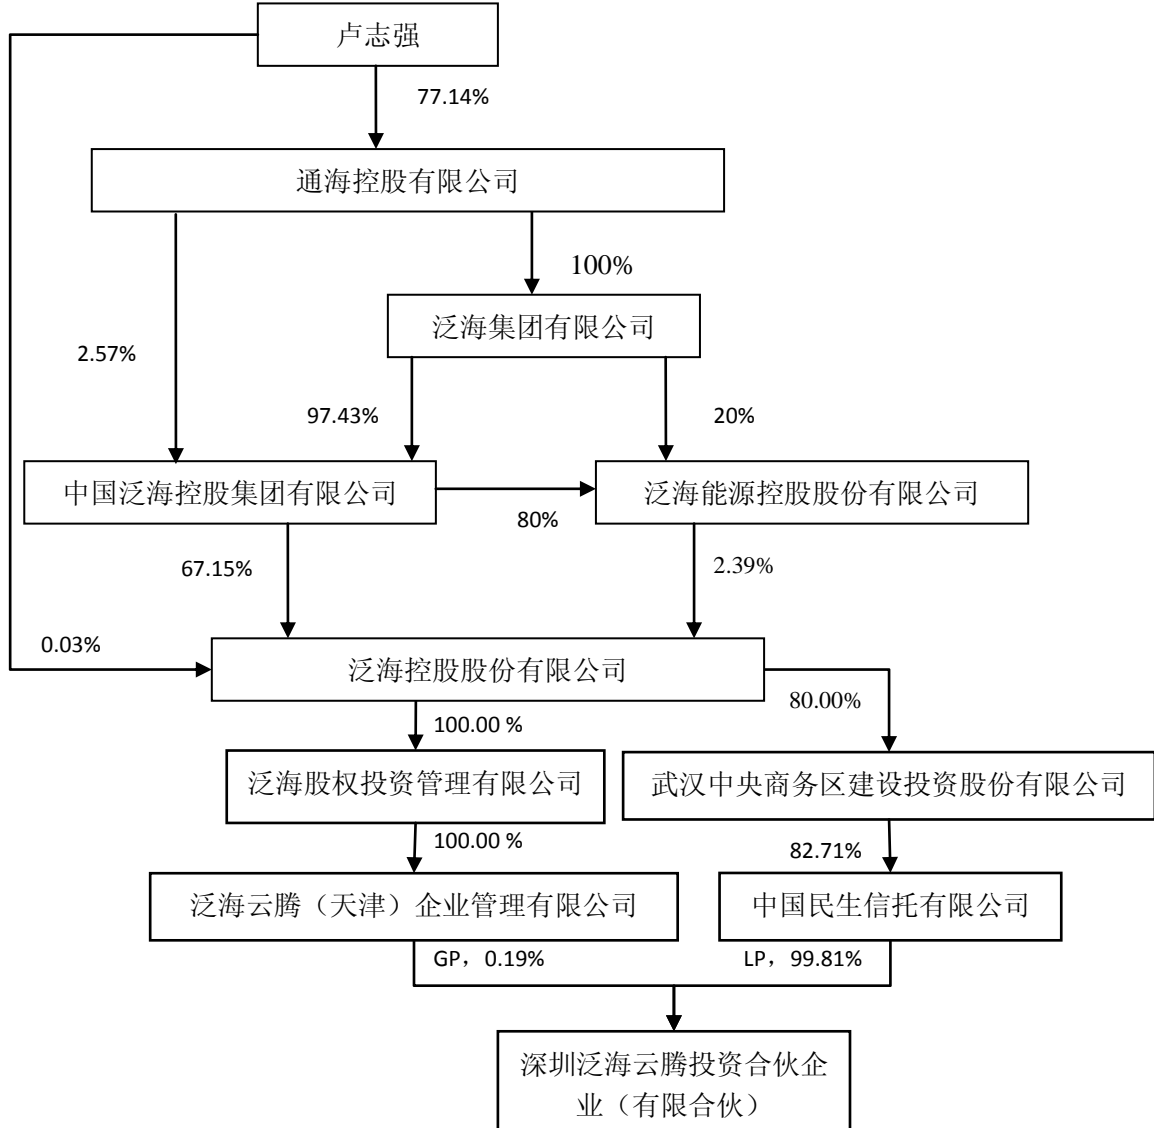 卢志强
77.14%
通海控股有限公司
100%
泛海集团有限公司
2.57%
97.43%
20%
中国泛海控股集团有限公司
泛海能源控股股份有限公司
80%
67.15%
2.39%
0.03%
泛海控股股份有限公司
80.00%
100.00 %
泛海股权投资管理有限公司
武汉中央商务区建设投资股份有限公司
100.00 %
82.71%
泛海云腾（天津）企业管理有限公司
中国民生信托有限公司
GP，0.19%
LP，99.81%
深圳泛海云腾投资合伙企
业（有限合伙）